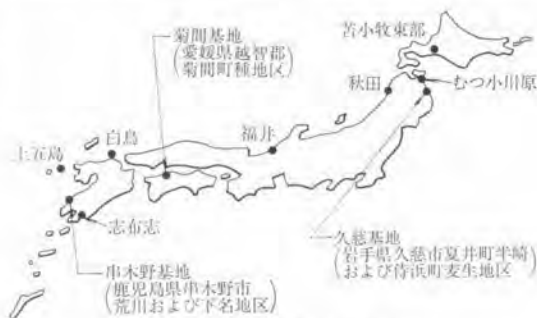 菊間基地
(愛媛県越智郡
菊間町種地区)
苫小牧東部
秋田
むつ小川原
福井
白島
上五島
志布志
久慈基地
(岩手県久慈市夏井町半崎
および侍浜町麦生地区)
串木野基地
(鹿児島県串木野市
荒川および下名地区)